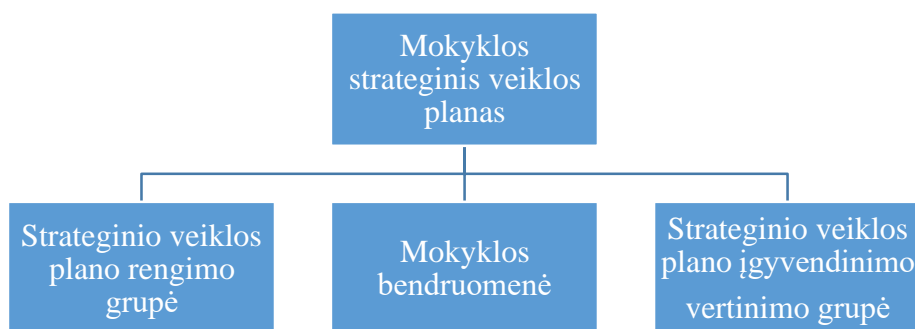 Mokyklos
strateginis veiklos
planas
Strateginio veiklos
plano rengimo
grupė
Mokyklos
bendruomenė
Strateginio veiklos
plano įgyvendinimo
vertinimo grupė